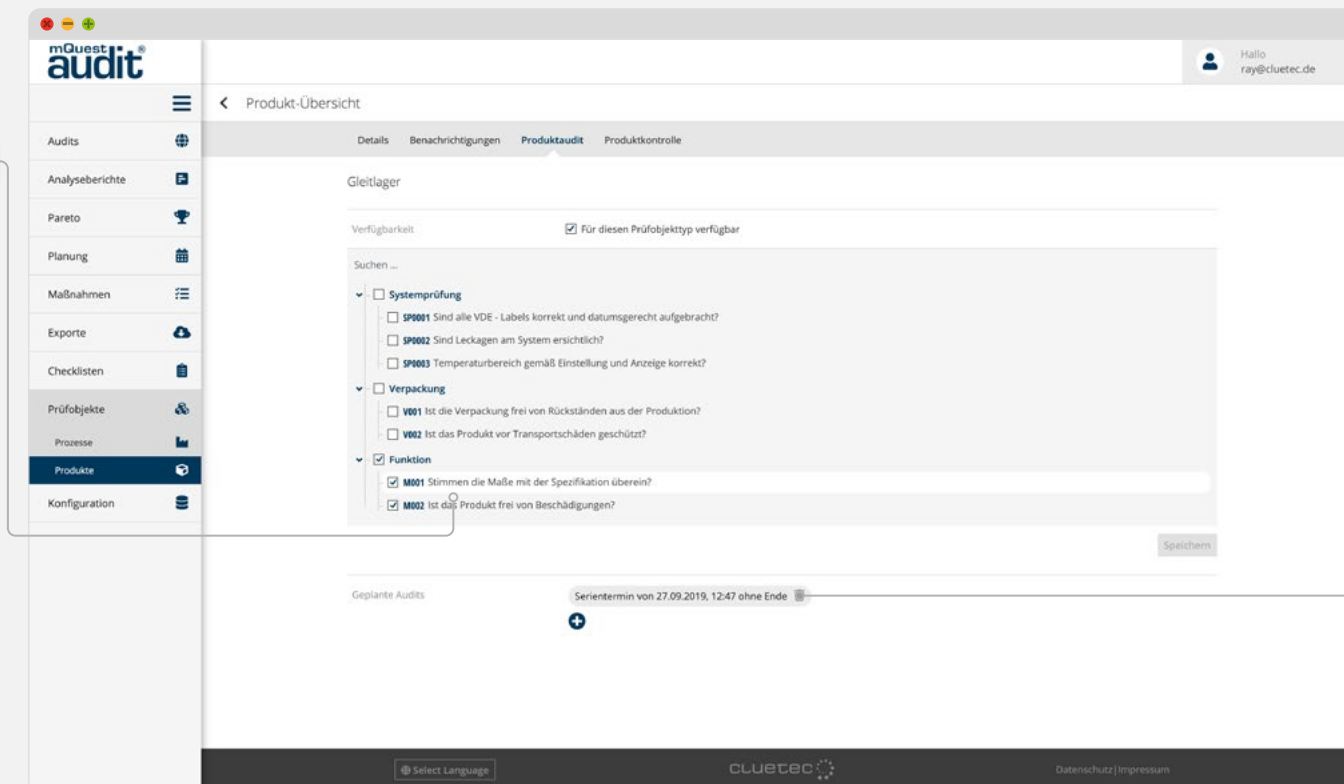 mQuest
audit®
Hallo
ray@cluetec.de
Produkt-Übersicht
Audits
Analyseberichte
Pareto
Planung
Maßnahmen
Exporte
Checklisten
Prüfobjekte
Prozesse
Produkte
Konfiguration
Details Benachrichtigungen Produktaudit Produktkontrolle
Gleitlager
Verfügbarkeit Für diesen Prüfobjekttyp verfügbar
Suchen ...
Systemprüfung
SP0001 Sind alle VDE - Labels korrekt und datumsgerecht aufgebracht?
SP0002 Sind Leckagen am System ersichtlich?
SP0003 Temperaturbereich gemäß Einstellung und Anzeige korrekt?
Verpackung
V001 Ist die Verpackung frei von Rückständen aus der Produktion?
V002 Ist das Produkt vor Transportschäden geschützt?
Funktion
M001 Stimmen die Maße mit der Spezifikation überein?
M002 Ist das Produkt frei von Beschädigungen?
Speichern
Geplante Audits Serientermin von 27.09.2019, 12:47 ohne Ende
Select Language cluetec Datenschutz|Impressum